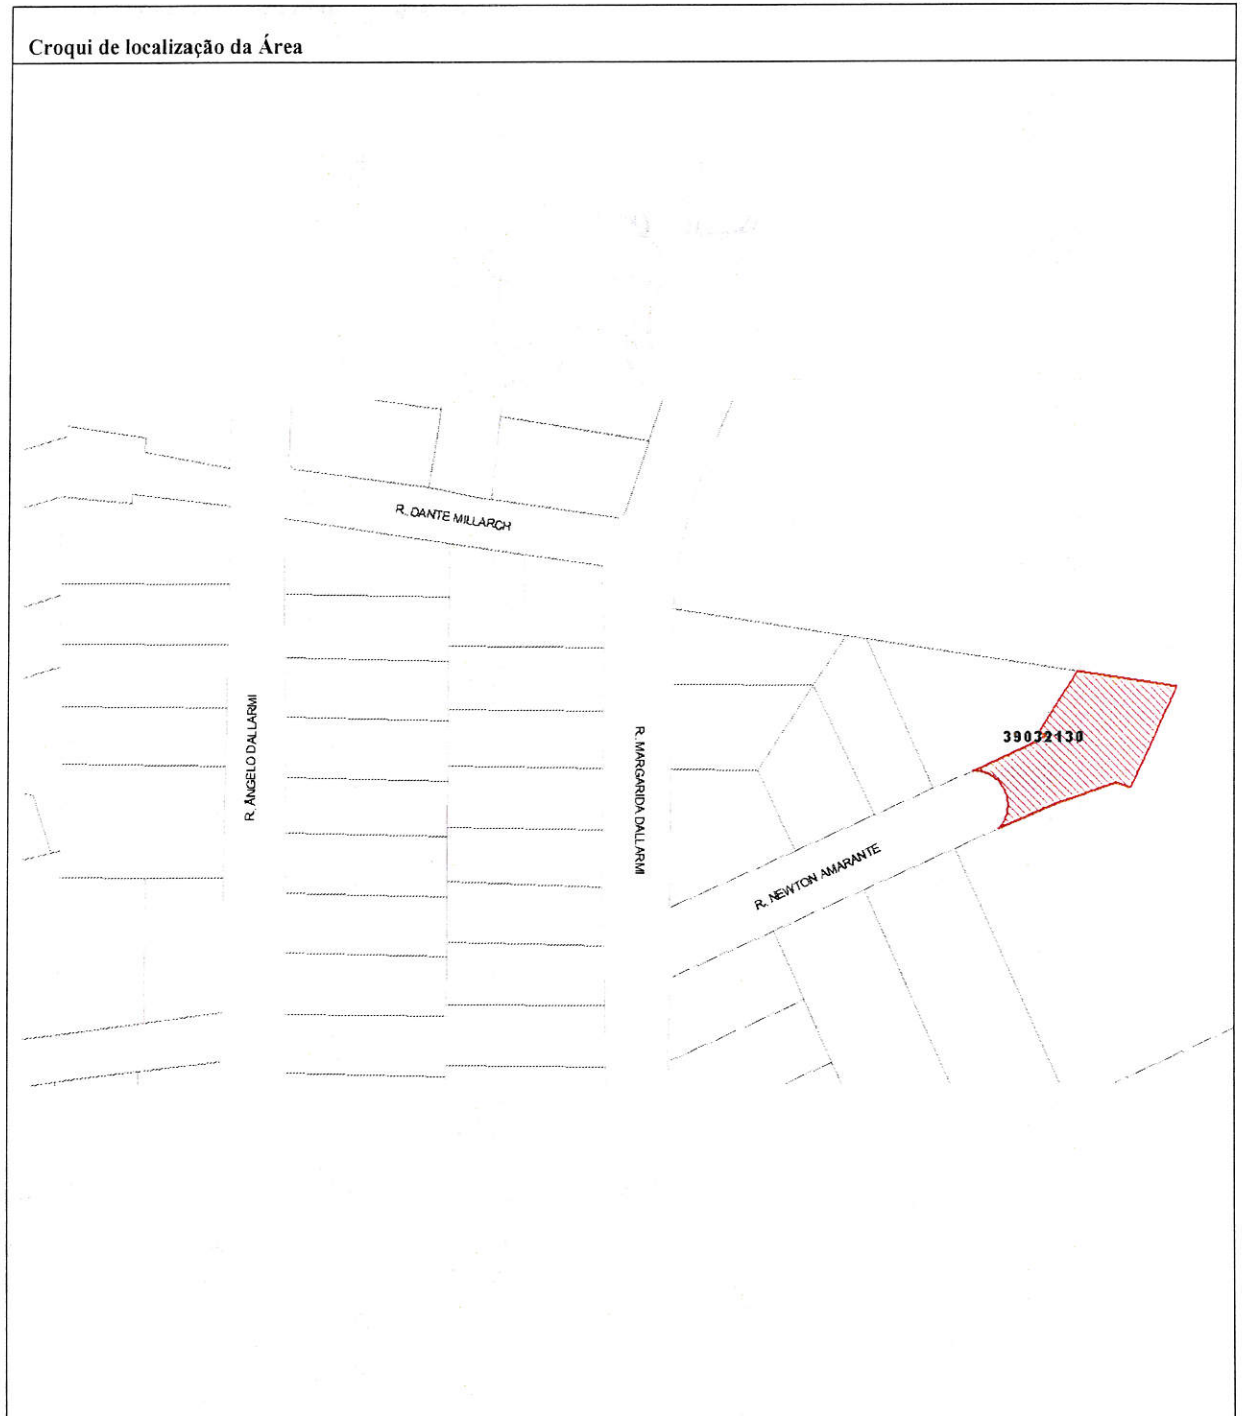 Croqui de localização da Área
R. DANTE MILLARCH
R. ÂNGELO DALLARMI
R. MARGARIDA DALLARMI
39032130
R. NEWTON AMARANTE